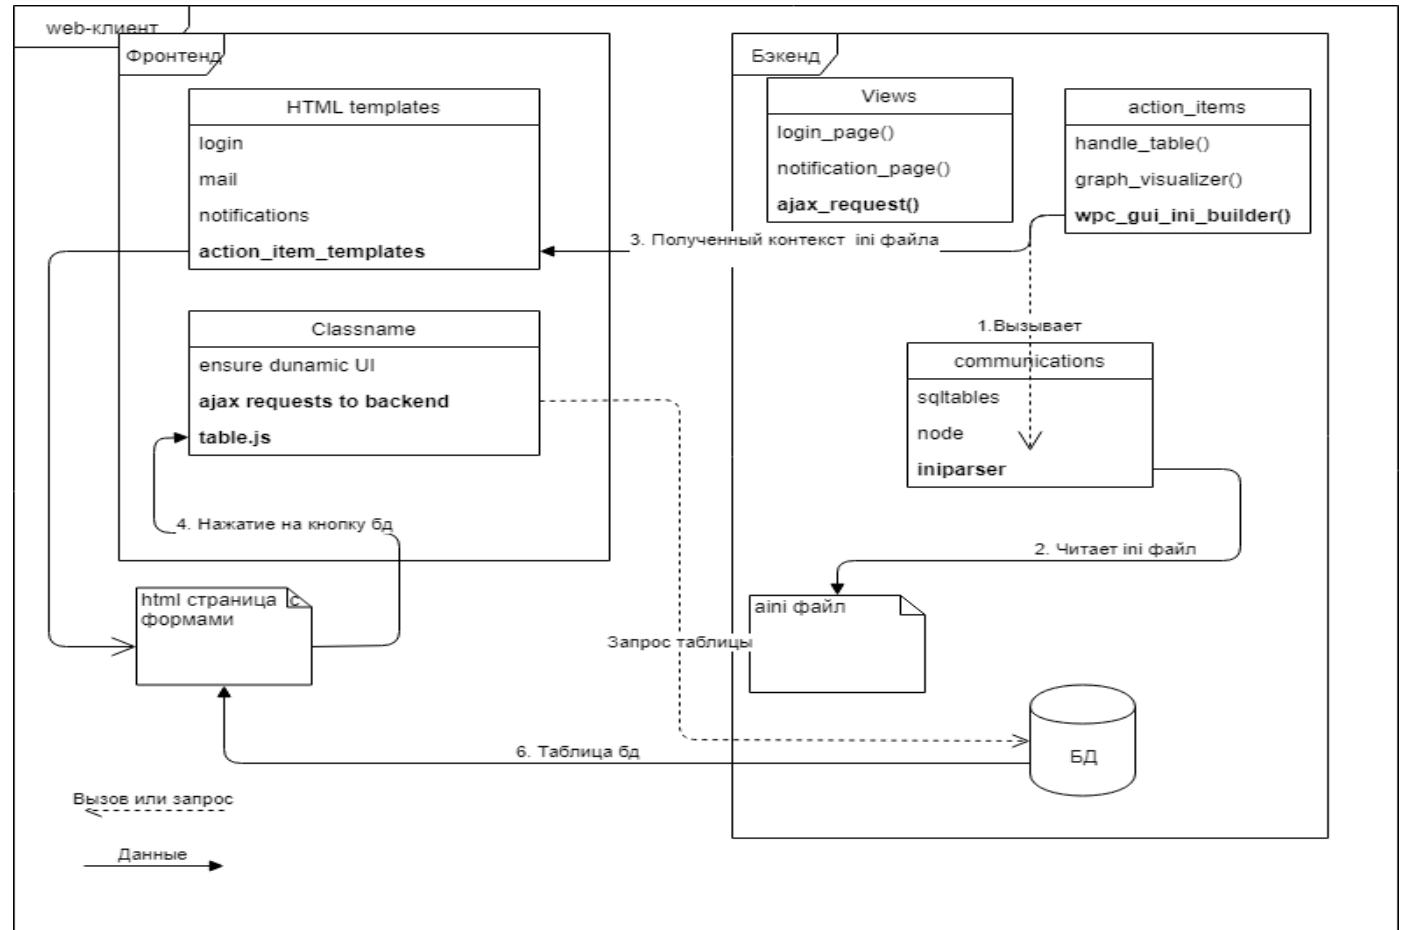 web-клиент
Фронтенд
HTML templates
login
mail
notifications
action_item_templates
Classname
ensure dunamic UI
ajax requests to backend
table.js
4. Нажатие на кнопку бд
html страница с
формами
Бэкенд
Views
login_page()
notification_page()
ajax_request()
action_items
handle_table()
graph_visualizer()
wpc_gui_ini_builder()
3. Полученный контекст ini файла
1.Вызывает
communications
sqltables
node
iniparser
2. Читает ini файл
aini файл
Запрос таблицы
БД
6. Таблица бд
Вызов или запрос
Данные